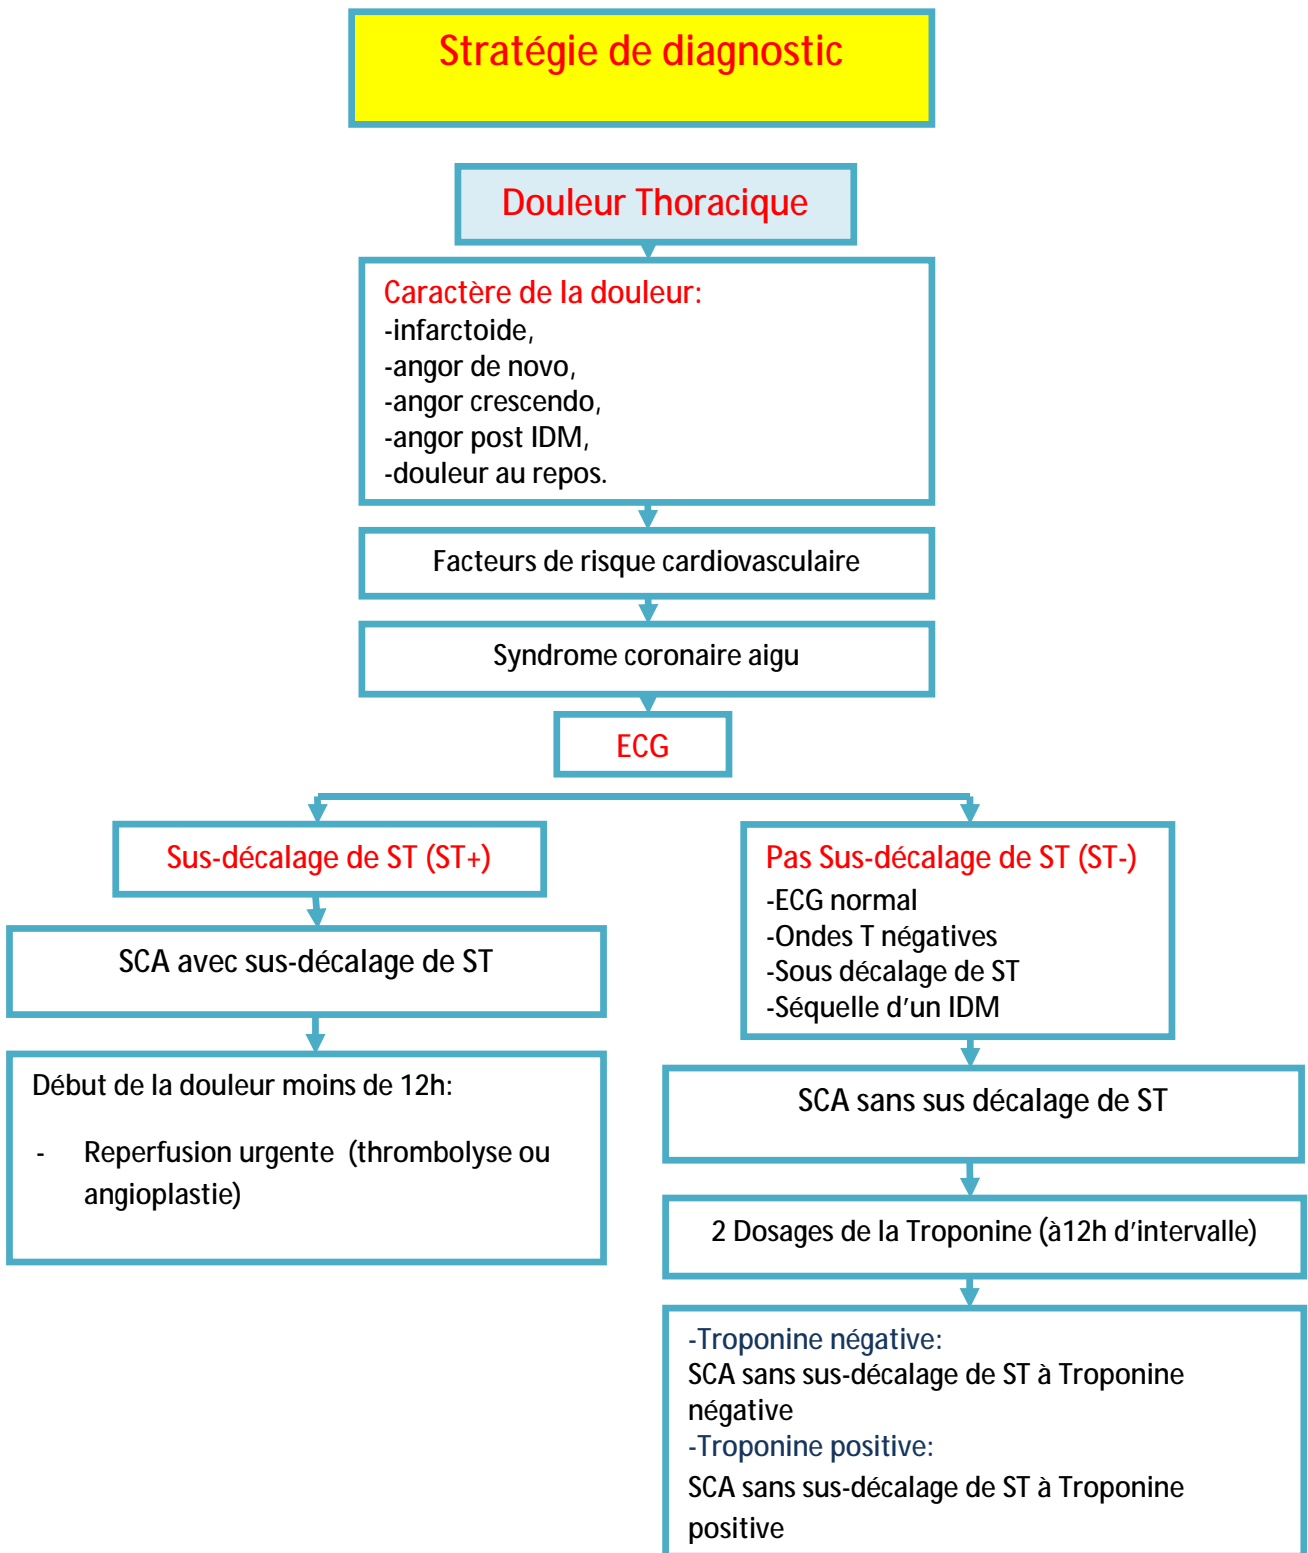 Stratégie de diagnostic
Douleur Thoracique
Caractère de la douleur:
-infarctoide,
-angor de novo,
-angor crescendo,
-angor post IDM,
-douleur au repos.
Facteurs de risque cardiovasculaire
Syndrome coronaire aigu
ECG
Sus-décalage de ST (ST+)
SCA avec sus-décalage de ST
Début de la douleur moins de 12h:
- Reperfusion urgente (thrombolyse ou
angioplastie)
Pas Sus-décalage de ST (ST-)
-ECG normal
-Ondes T négatives
-Sous décalage de ST
-Séquelle d'un IDM
SCA sans sus décalage de ST
2 Dosages de la Troponine (à12h d'intervalle)
-Troponine négative:
SCA sans sus-décalage de ST à Troponine
négative
-Troponine positive:
SCA sans sus-décalage de ST à Troponine
positive